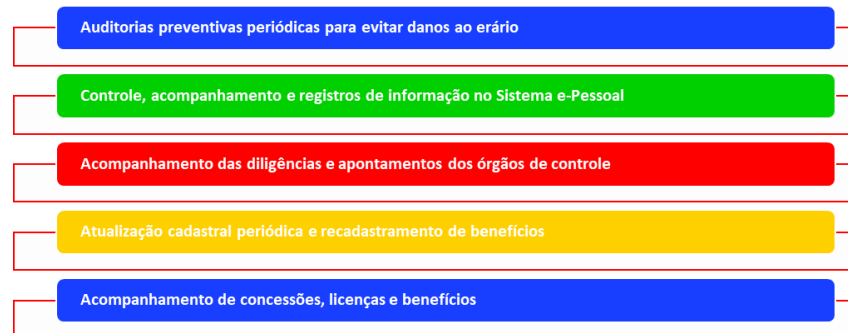 Auditorias preventivas periódicas para evitar danos ao erário
Controle, acompanhamento e registros de informação no Sistema e-Pessoal
Acompanhamento das diligências e apontamentos dos órgãos de controle
Atualização cadastral periódica e recadastramento de benefícios
Acompanhamento de concessões, licenças e benefícios